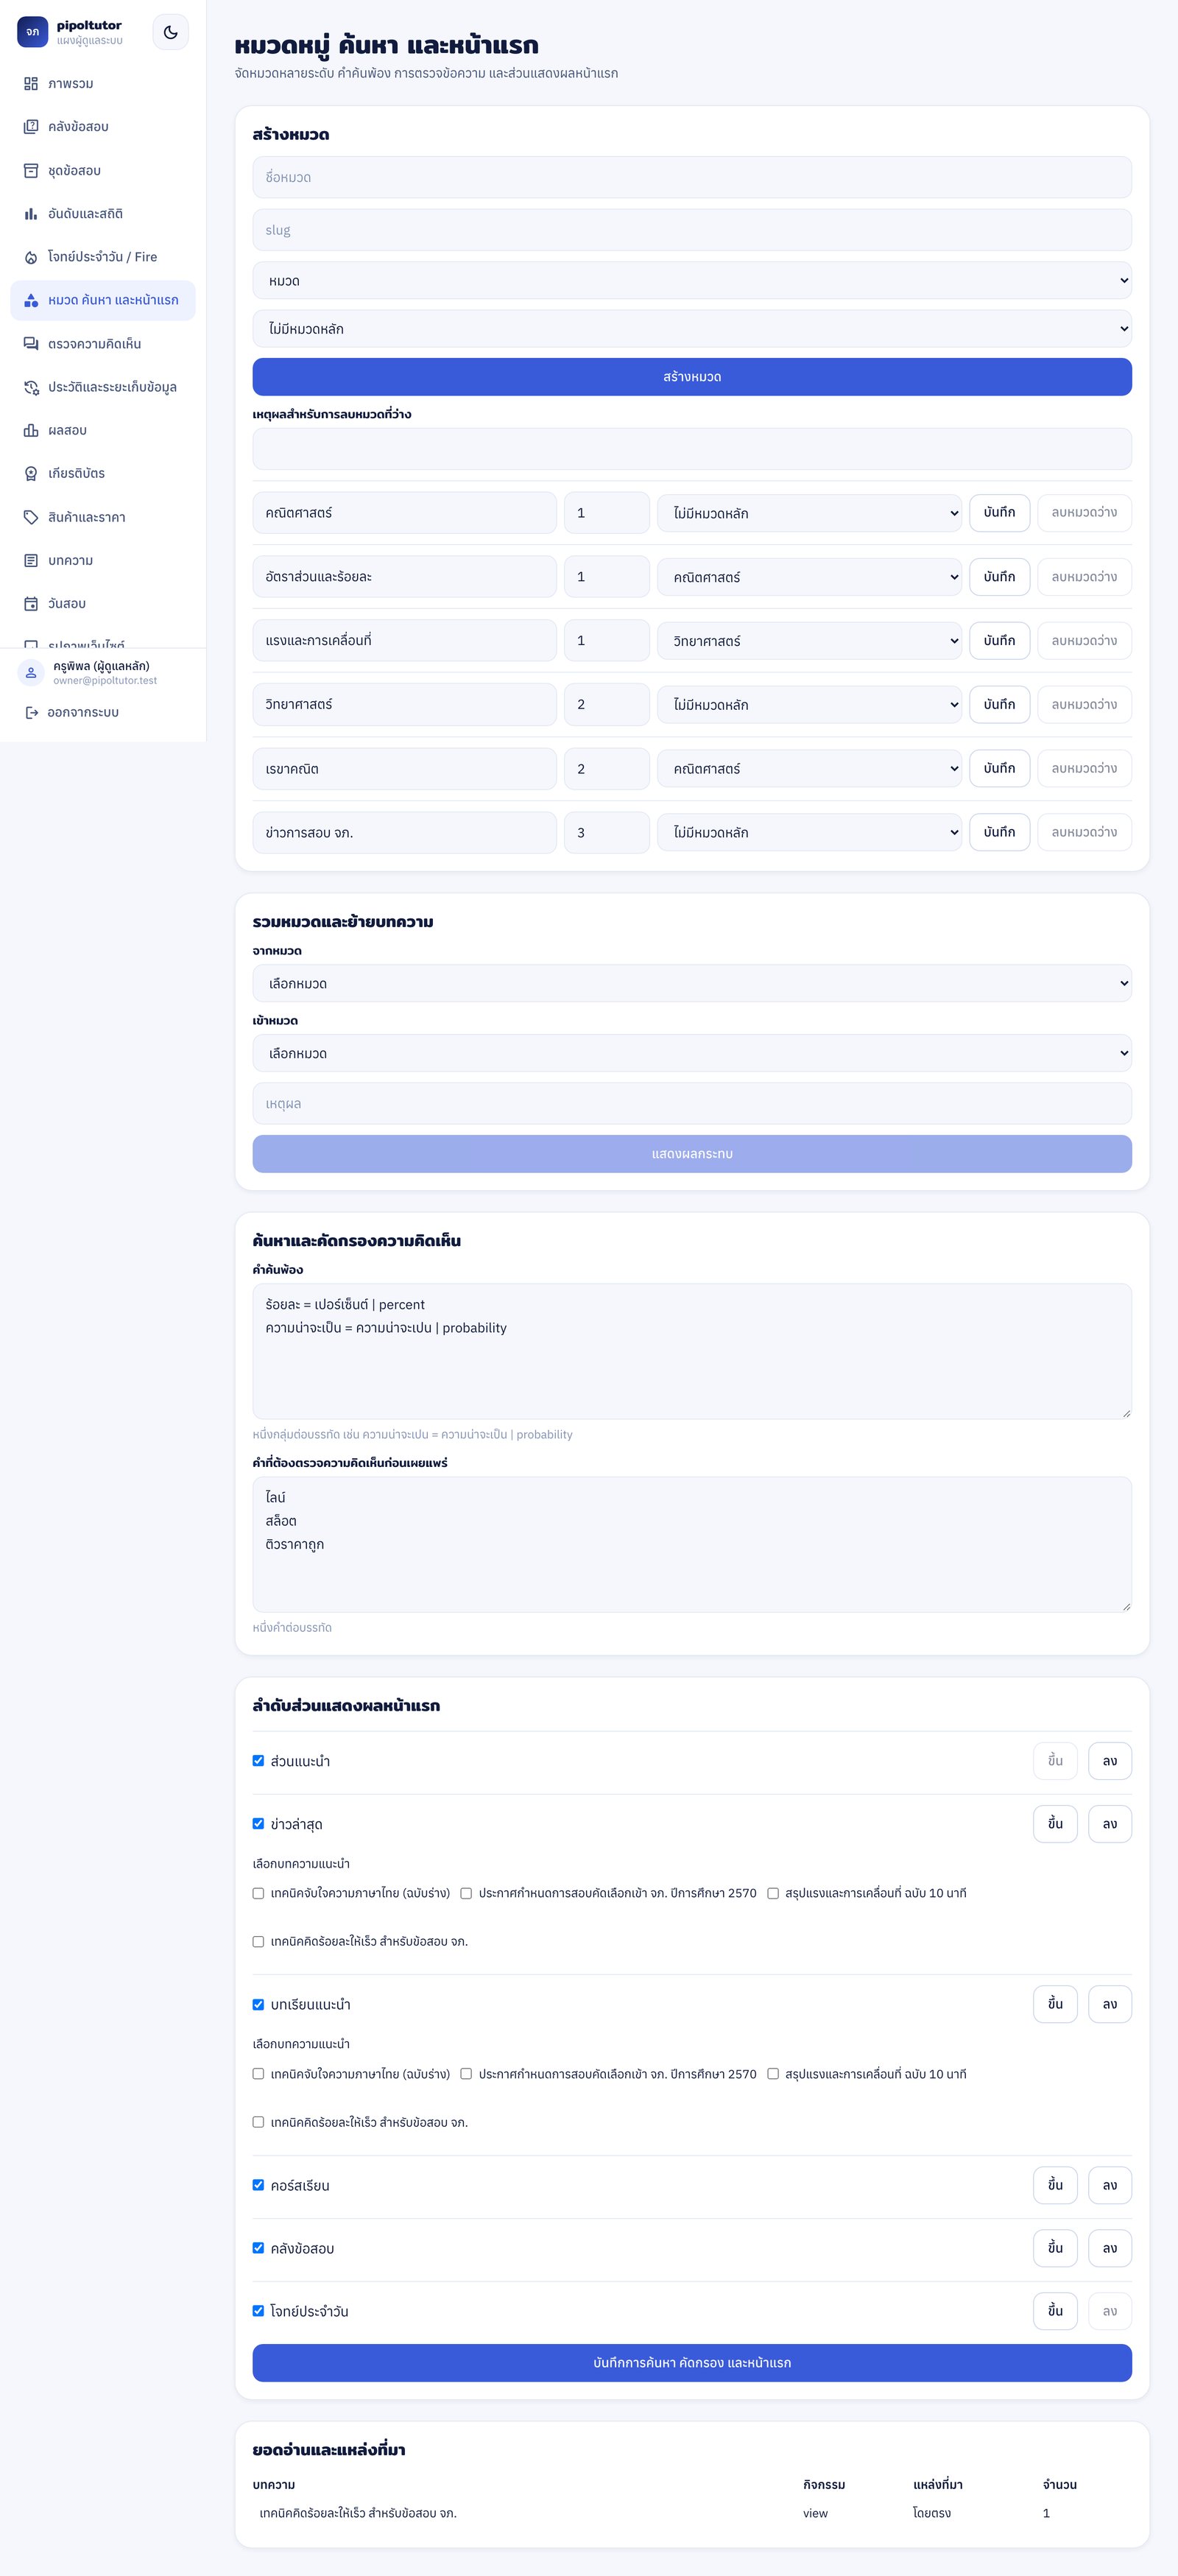 จภ
pipoltutor
แผงผู้ดูแลระบบ
ภาพรวม
คลังข้อสอบ
ชุดข้อสอบ
อันดับและสถิติ
โจทย์ประจำวัน / Fire
หมวด ค้นหา และหน้าแรก
ตรวจความคิดเห็น
ประวัติและระยะเก็บข้อมูล
ผลสอบ
เกียรติบัตร
สินค้าและราคา
บทความ
วันสอบ
รูปภาพเว็บไซต์
ครูพิพล (ผู้ดูแลหลัก)
owner@pipoltutor.test
ออกจากระบบ
หมวดหมู่ ค้นหา และหน้าแรก
จัดหมวดหลายระดับ คำค้นพ้อง การตรวจข้อความ และส่วนแสดงผลหน้าแรก
สร้างหมวด
ชื่อหมวด
slug
หมวด
ไม่มีหมวดหลัก
สร้างหมวด
เหตุผลสำหรับการลบหมวดที่ว่าง
คณิตศาสตร์ 1 ไม่มีหมวดหลัก บันทึก ลบหมวดว่าง
อัตราส่วนและร้อยละ 1 คณิตศาสตร์ บันทึก ลบหมวดว่าง
แรงและการเคลื่อนที่ 1 วิทยาศาสตร์ บันทึก ลบหมวดว่าง
วิทยาศาสตร์ 2 ไม่มีหมวดหลัก บันทึก ลบหมวดว่าง
เรขาคณิต 2 คณิตศาสตร์ บันทึก ลบหมวดว่าง
ข่าวการสอบ จภ. 3 ไม่มีหมวดหลัก บันทึก ลบหมวดว่าง
รวมหมวดและย้ายบทความ
จากหมวด
เลือกหมวด
เข้าหมวด
เลือกหมวด
เหตุผล
แสดงผลกระทบ
ค้นหาและคัดกรองความคิดเห็น
คำค้นพ้อง
ร้อยละ = เปอร์เซ็นต์ | percent
ความน่าจะเป็น = ความน่าจะเปน | probability
หนึ่งกลุ่มต่อบรรทัด เช่น ความน่าจะเปน = ความน่าจะเป็น | probability
คำที่ต้องตรวจความคิดเห็นก่อนเผยแพร่
ไลน์
สล็อต
ติวราคาถูก
หนึ่งคำต่อบรรทัด
ลำดับส่วนแสดงผลหน้าแรก
ส่วนแนะนำ ขึ้น ลง
ข่าวล่าสุด ขึ้น ลง
เลือกบทความแนะนำ
เทคนิคจับใจความภาษาไทย (ฉบับร่าง) ประกาศกำหนดการสอบคัดเลือกเข้า จภ. ปีการศึกษา 2570 สรุปแรงและการเคลื่อนที่ ฉบับ 10 นาที
เทคนิคคิดร้อยละให้เร็ว สำหรับข้อสอบ จภ.
บทเรียนแนะนำ ขึ้น ลง
เลือกบทความแนะนำ
เทคนิคจับใจความภาษาไทย (ฉบับร่าง) ประกาศกำหนดการสอบคัดเลือกเข้า จภ. ปีการศึกษา 2570 สรุปแรงและการเคลื่อนที่ ฉบับ 10 นาที
เทคนิคคิดร้อยละให้เร็ว สำหรับข้อสอบ จภ.
คอร์สเรียน ขึ้น ลง
คลังข้อสอบ ขึ้น ลง
โจทย์ประจำวัน ขึ้น ลง
บันทึกการค้นหา คัดกรอง และหน้าแรก
ยอดอ่านและแหล่งที่มา
บทความ กิจกรรม แหล่งที่มา จำนวน
เทคนิคคิดร้อยละให้เร็ว สำหรับข้อสอบ จภ. view โดยตรง 1